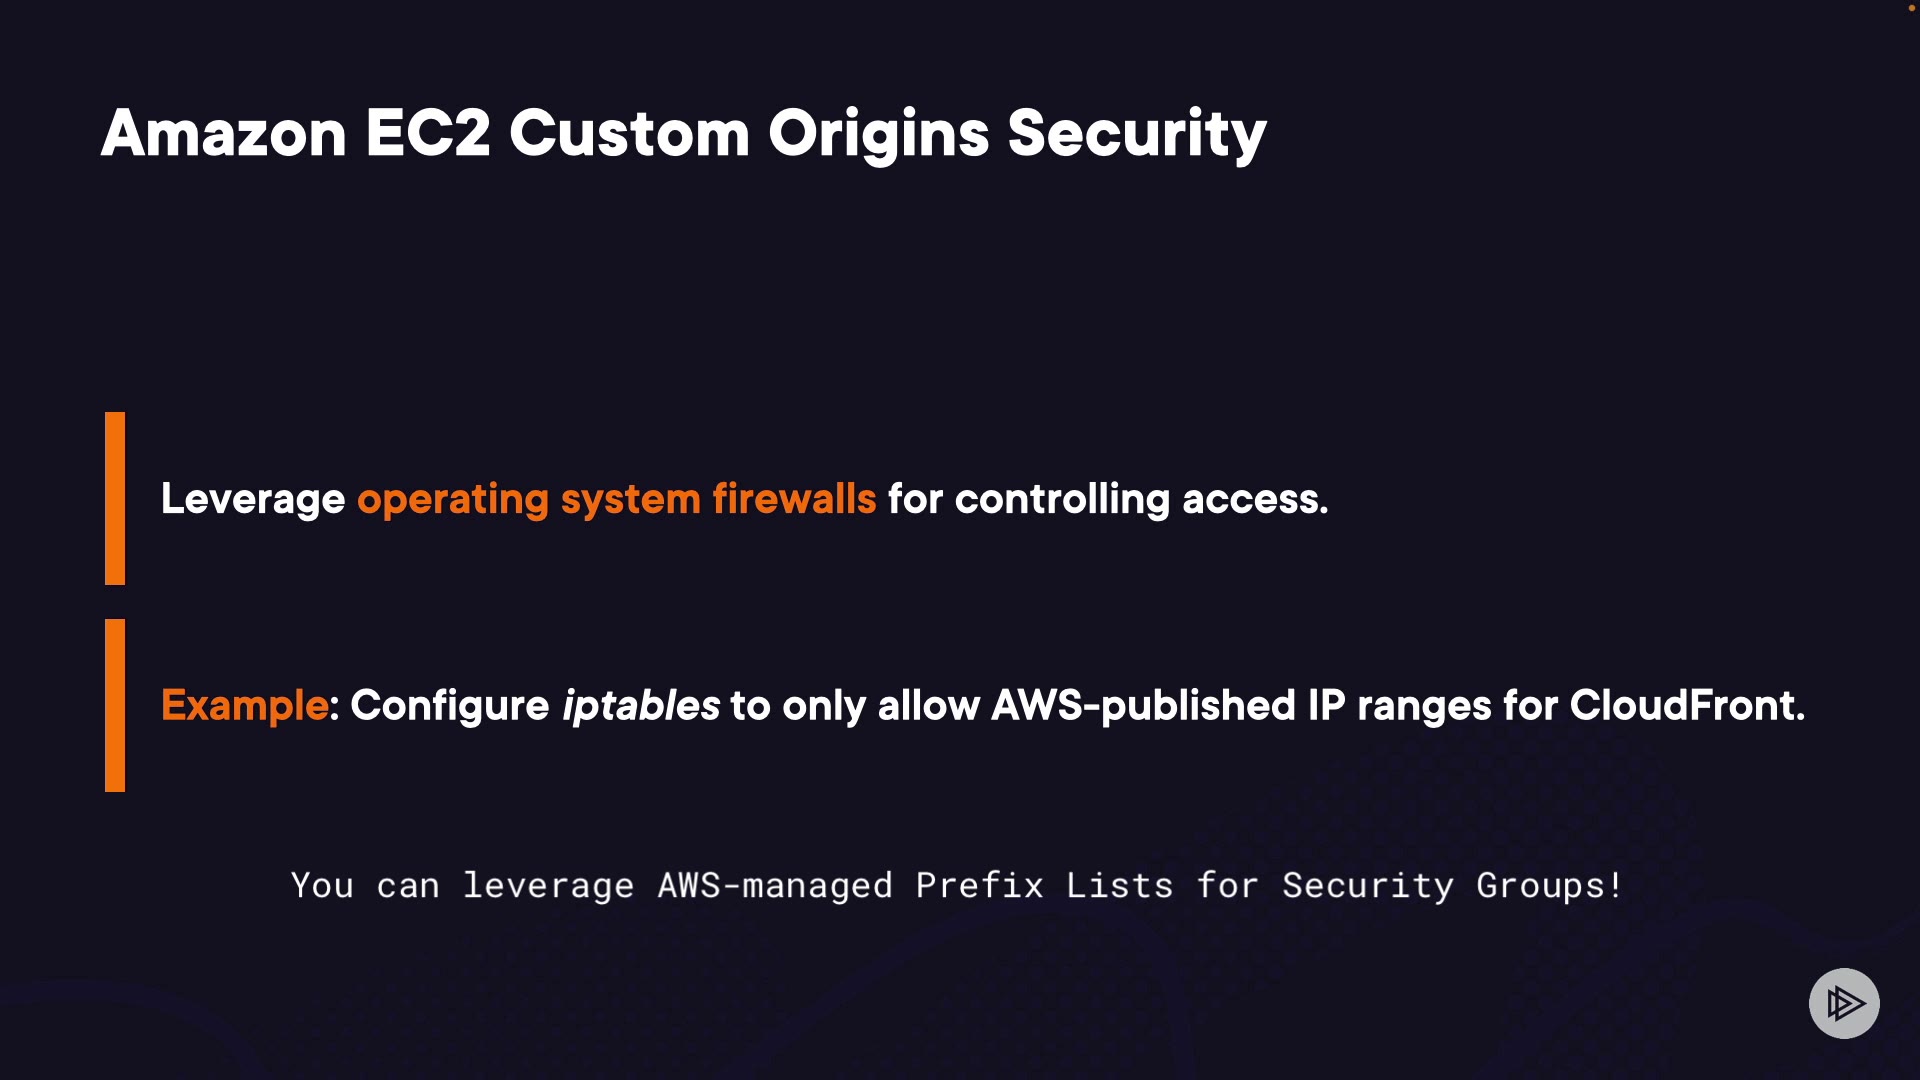 Amazon EC2 Custom Origins Security
Leverage operating system firewalls for controlling access.
Example: Configure iptables to only allow AWS-published IP ranges for CloudFront.
You can leverage AWS-managed Prefix Lists for Security Groups!